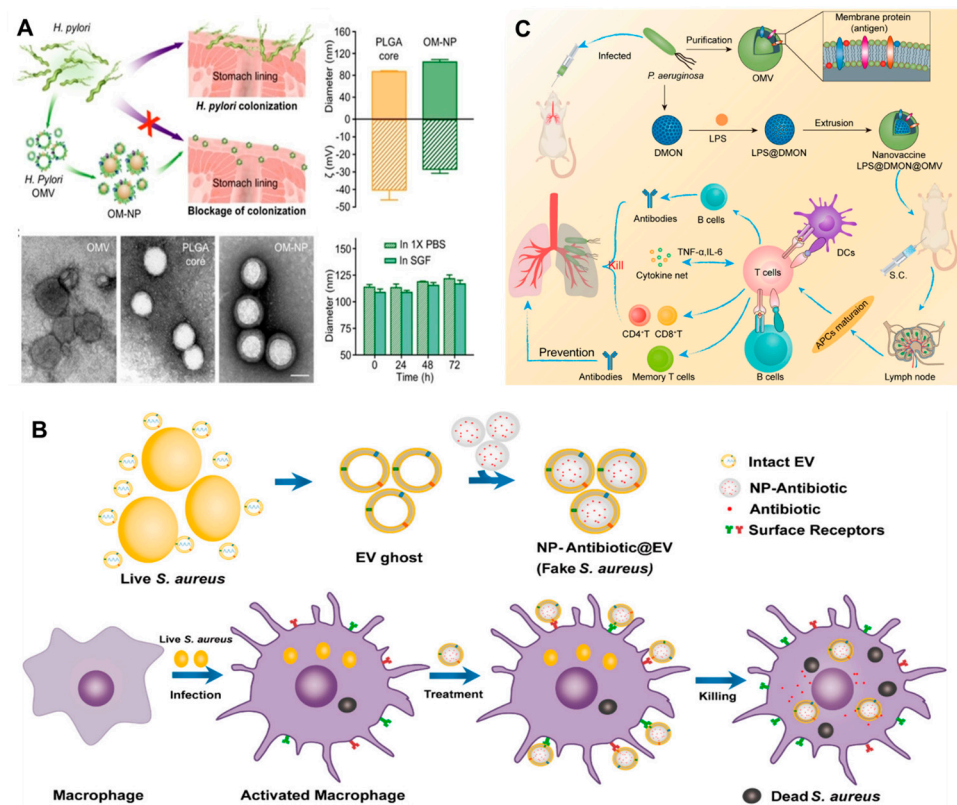 A
H. pylori
Stomach lining
H. pylori colonization
H. Pylori
OMV
OM-NP
Stomach lining
Blockage of colonization
Diameter (nm)
ζ (mV)
160
120
80
40
0
-10
-20
-30
-40
-50
PLGA
core
OM-NP
OMV
PLGA
core
OM-NP
In 1X PBS
In SGF
Diameter (nm)
150
125
100
75
50
0 24 48 72
Time (h)
C
Infected
P. aeruginosa
Purification
OMV
Membrane protein
(antigen)
DMON
LPS
LPS@DMON
Extrusion
Nanovaccine
LPS@DMON@OMV
Antibodies
B cells
DCs
Kill
TNF-α,IL-6
Cytokine net
T cells
S.C.
CD4⁺T
CD8⁺T
APCs maturaion
Prevention
Antibodies
Memory T cells
B cells
Lymph node
B
Live S. aureus
EV ghost
NP-Antibiotic@EV
(Fake S. aureus)
Intact EV
NP-Antibiotic
Antibiotic
Surface Receptors
Live S. aureus
Infection
Treatment
Killing
Macrophage
Activated Macrophage
Dead S. aureus